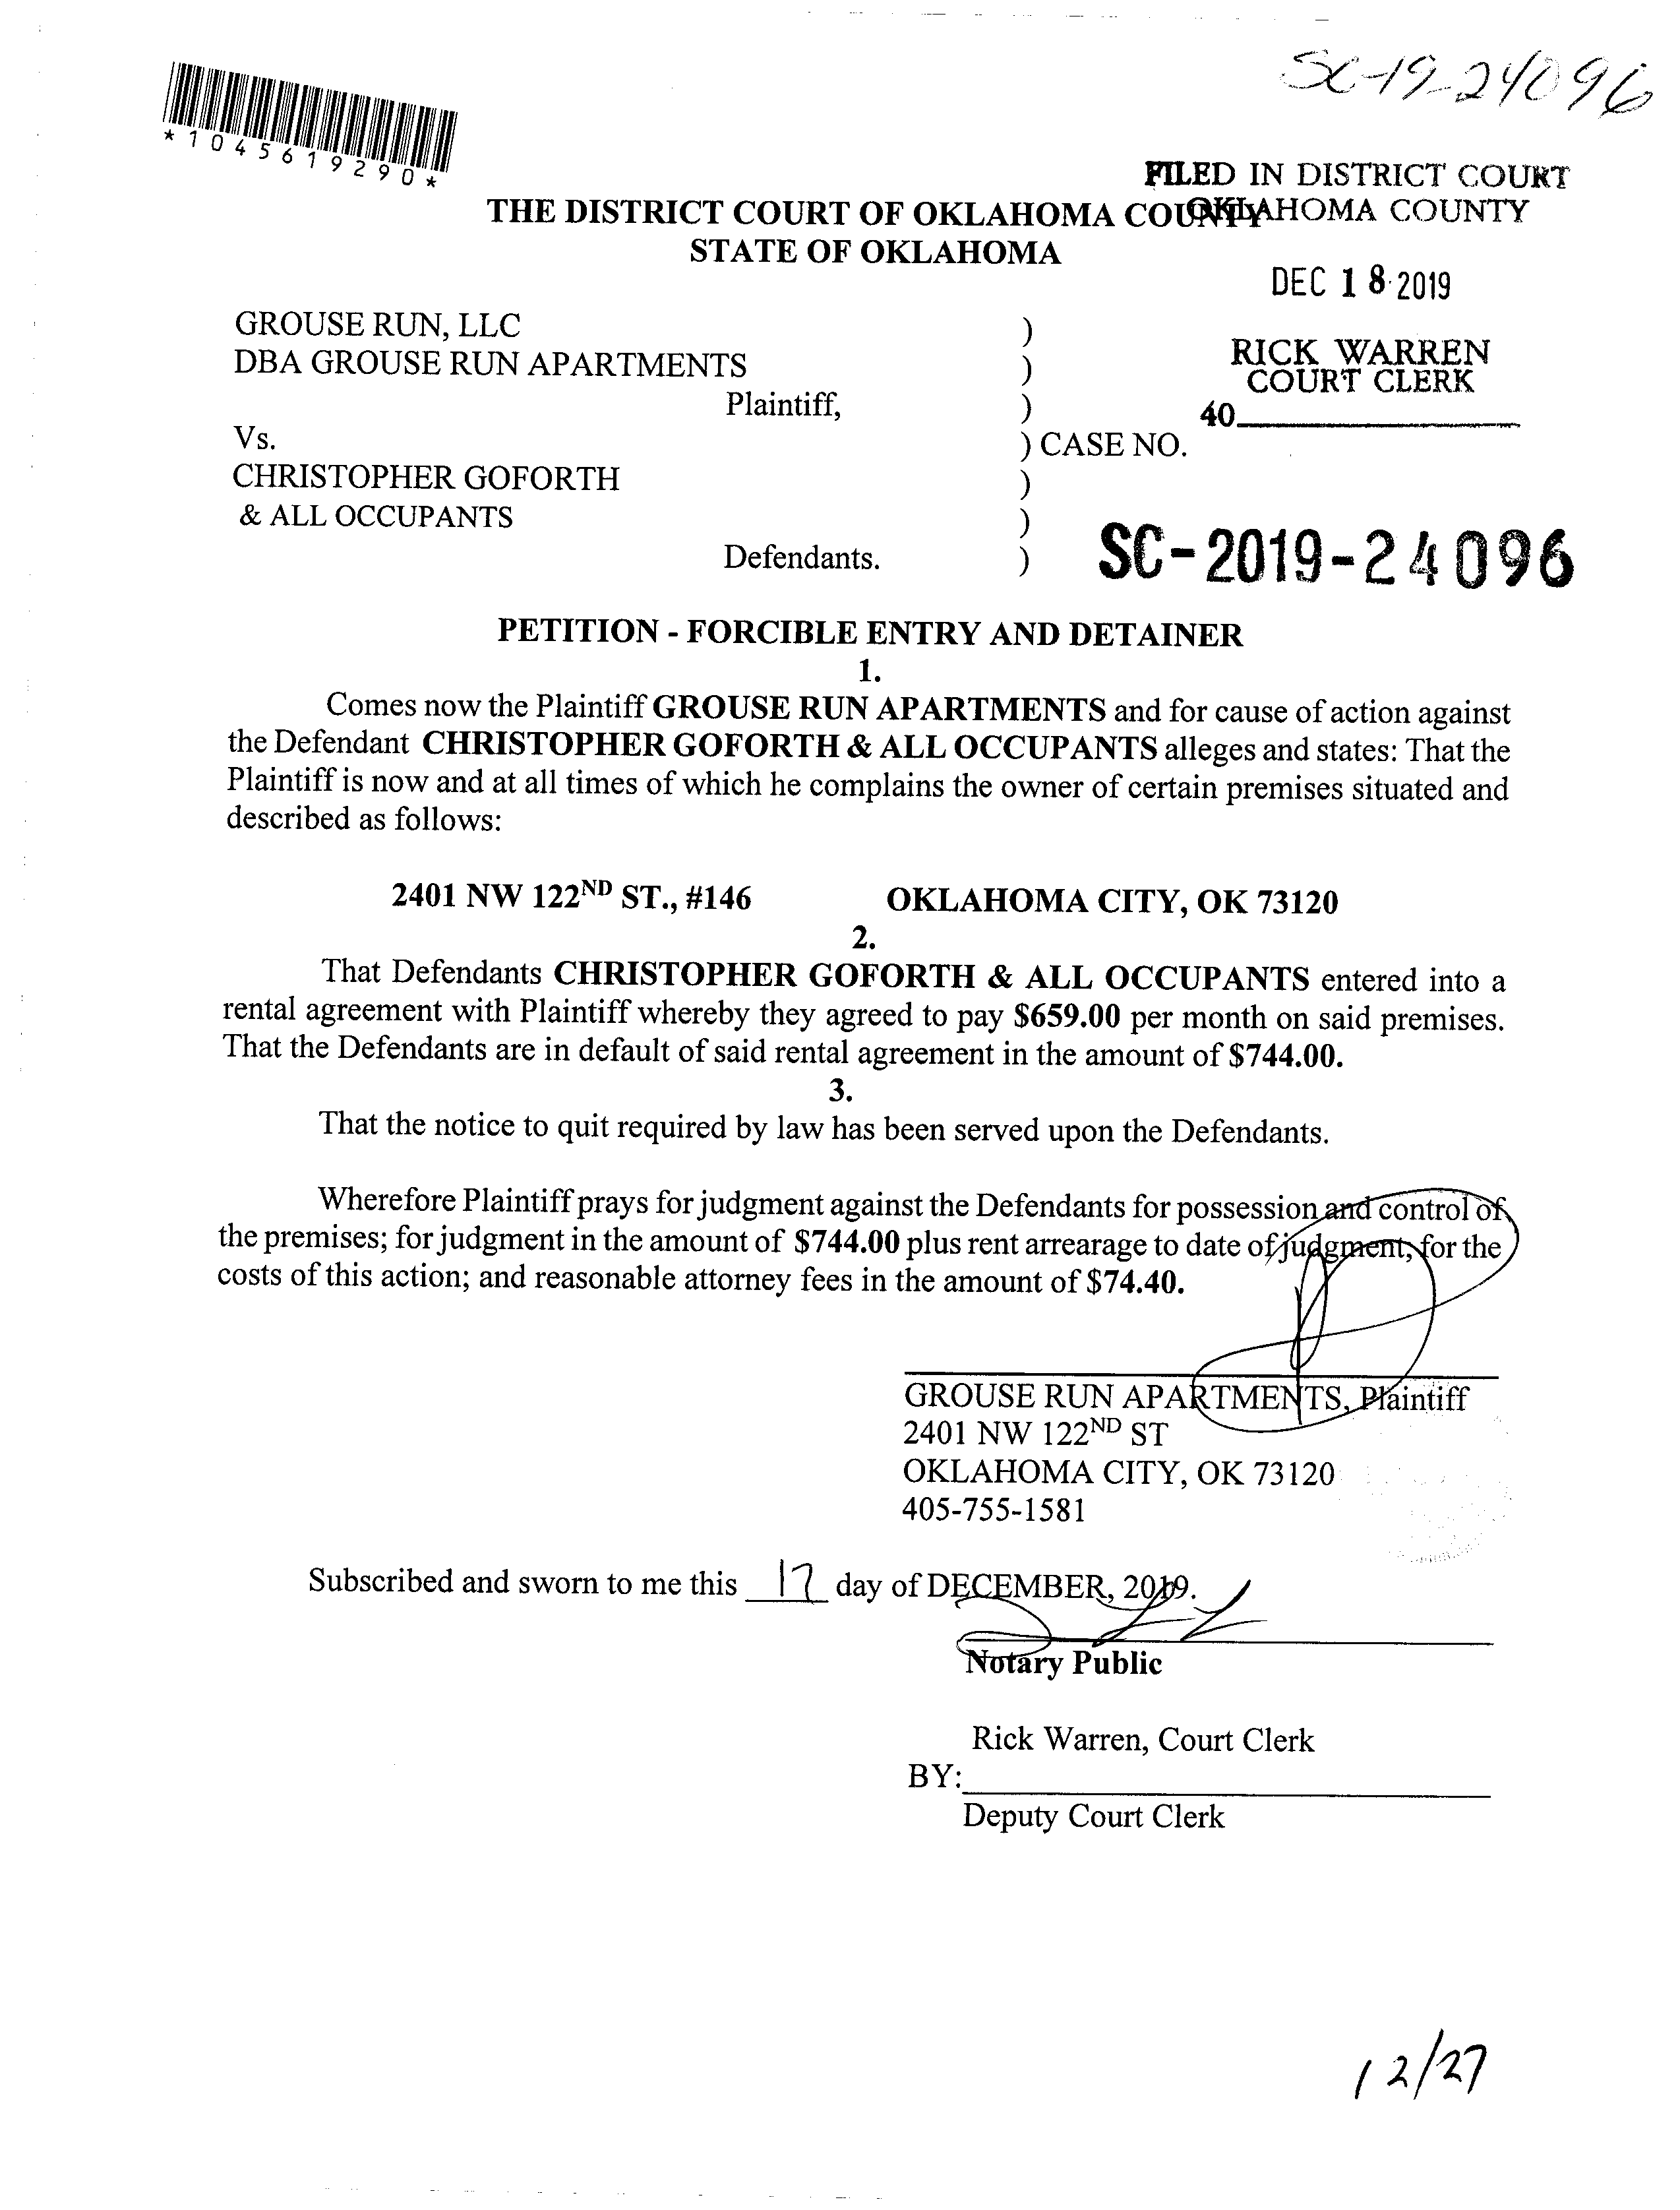 SC-19-24096
*1045619290*
FILED IN DISTRICT COURT
OKLAHOMA COUNTY
THE DISTRICT COURT OF OKLAHOMA COUNTY
STATE OF OKLAHOMA
DEC 18 2019
GROUSE RUN, LLC )
DBA GROUSE RUN APARTMENTS )
RICK WARREN
COURT CLERK
Plaintiff, )
40
Vs. ) CASE NO.
CHRISTOPHER GOFORTH )
& ALL OCCUPANTS )
Defendants. )
SC-2019-24096
PETITION - FORCIBLE ENTRY AND DETAINER
1.
Comes now the Plaintiff GROUSE RUN APARTMENTS and for cause of action against
the Defendant CHRISTOPHER GOFORTH & ALL OCCUPANTS alleges and states: That the
Plaintiff is now and at all times of which he complains the owner of certain premises situated and
described as follows:
2401 NW 122ND ST., #146 OKLAHOMA CITY, OK 73120
2.
That Defendants CHRISTOPHER GOFORTH & ALL OCCUPANTS entered into a
rental agreement with Plaintiff whereby they agreed to pay $659.00 per month on said premises.
That the Defendants are in default of said rental agreement in the amount of $744.00.
3.
That the notice to quit required by law has been served upon the Defendants.
Wherefore Plaintiff prays for judgment against the Defendants for possession and control of
the premises; for judgment in the amount of $744.00 plus rent arrearage to date of judgment; for the
costs of this action; and reasonable attorney fees in the amount of $74.40.
GROUSE RUN APARTMENTS, Plaintiff
2401 NW 122ND ST
OKLAHOMA CITY, OK 73120
405-755-1581
Subscribed and sworn to me this 17 day of DECEMBER, 2019.
Notary Public
Rick Warren, Court Clerk
BY:
Deputy Court Clerk
12/27